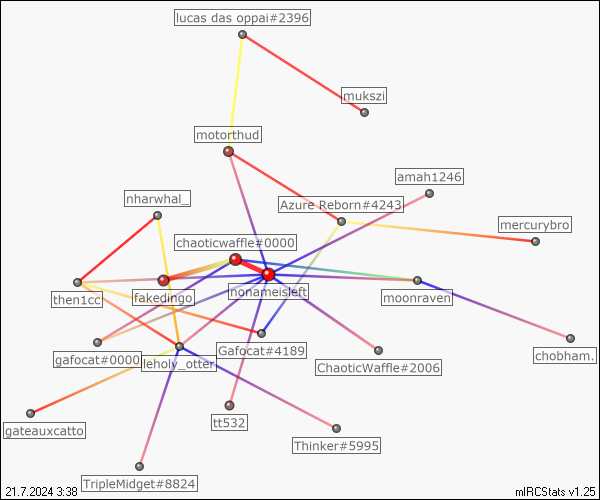 lucas das oppai#2396
mukszi
motorthud
amah1246
nharwhal_
Azure Reborn#4243
mercurybro
chaoticwaffle#0000
nonameisleft
then1cc
fakedingo
moonraven
gafocat#0000
leholy_otter
Gafocat#4189
ChaoticWaffle#2006
chobham.
gateauxcatto
tt532
Thinker#5995
TripleMidget#8824
21.7.2024 3:38
mIRCStats v1.25